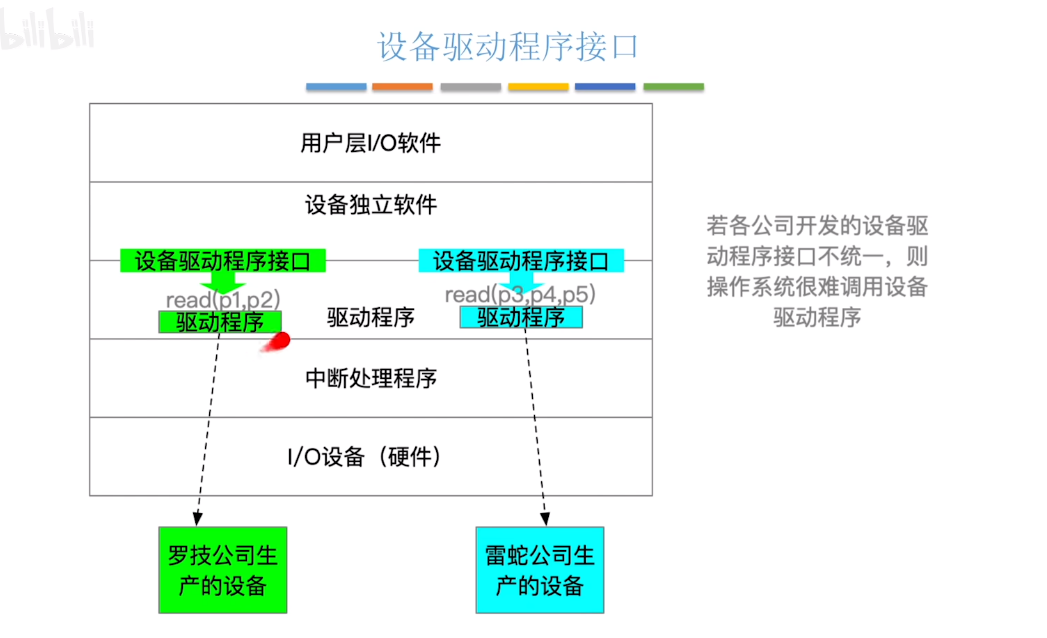 bilibili
设备驱动程序接口
用户层I/O软件
设备独立软件
设备驱动程序接口
设备驱动程序接口
read(p1,p2)
read(p3,p4,p5)
驱动程序
驱动程序
驱动程序
中断处理程序
I/O设备（硬件）
罗技公司生
产的设备
雷蛇公司生
产的设备
若各公司开发的设备驱
动程序接口不统一，则
操作系统很难调用设备
驱动程序